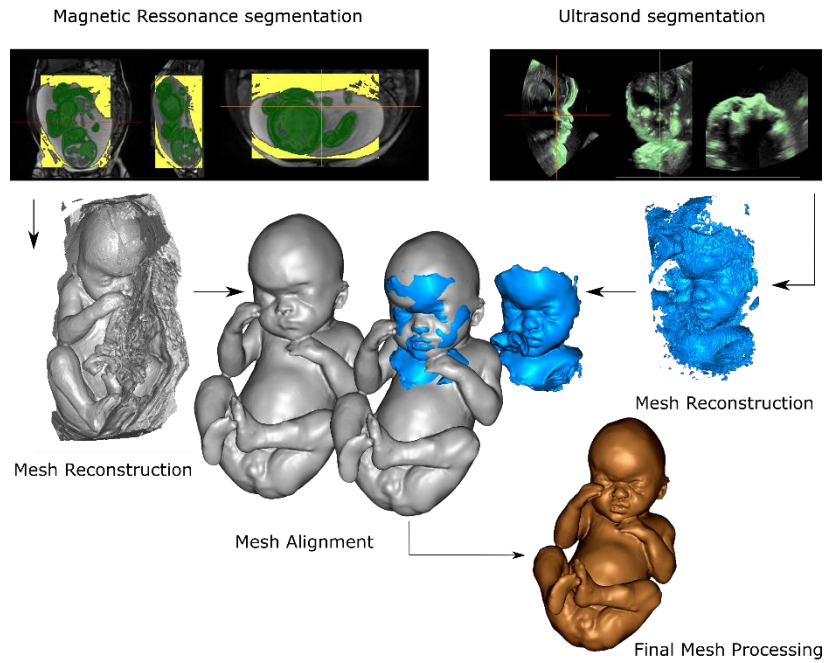 Magnetic Ressonance segmentation
Ultrasond segmentation
Mesh Reconstruction
Mesh Reconstruction
Mesh Alignment
Final Mesh Processing